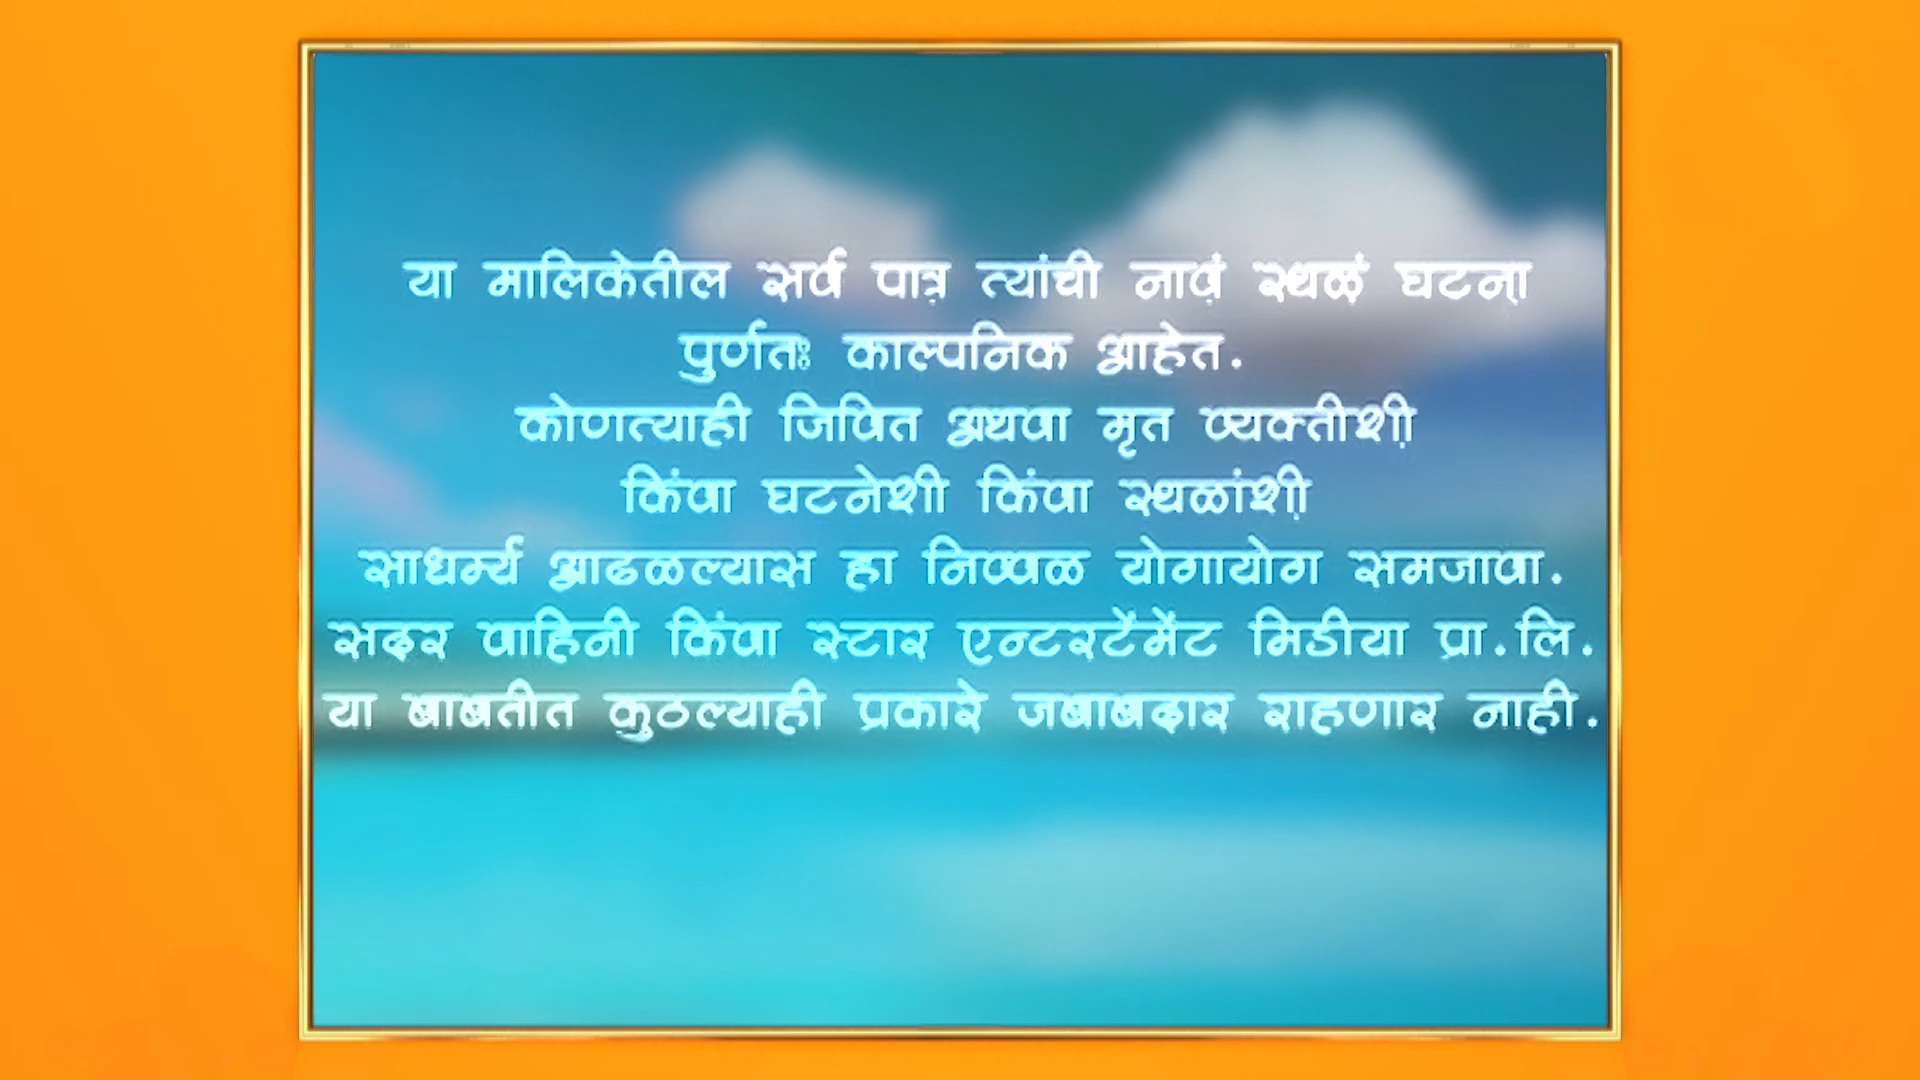 या मालिकेतील सर्व पात्र त्यांची नावं स्थळं घटना
पुर्णतः काल्पनिक आहेत.
कोणत्याही जिवित अथवा मृत व्यक्तीशी
किंवा घटनेशी किंवा स्थळांशी
साधर्म्य आढळल्यास हा निव्वळ योगायोग समजावा.
सदर वाहिनी किंवा स्टार एन्टरटेंमेंट मिडीया प्रा.लि.
या बाबतीत कुठल्याही प्रकारे जबाबदार राहणार नाही.